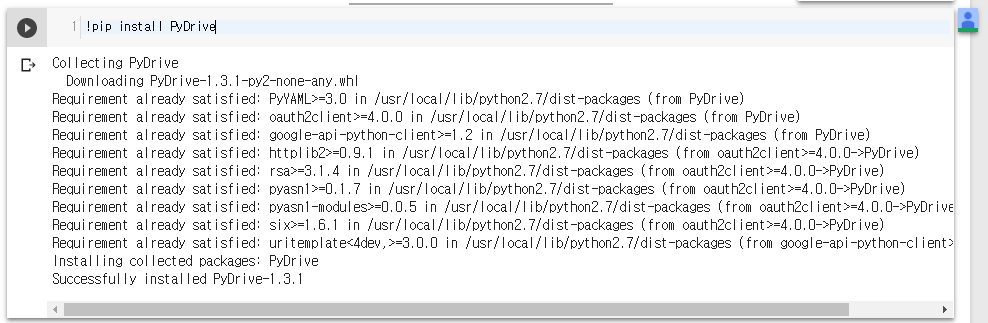 1 !pip install PyDrive
Collecting PyDrive
Downloading PyDrive-1.3.1-py2-none-any.whl
Requirement already satisfied: PyYAML>=3.0 in /usr/local/lib/python2.7/dist-packages (from PyDrive)
Requirement already satisfied: oauth2client>=4.0.0 in /usr/local/lib/python2.7/dist-packages (from PyDrive)
Requirement already satisfied: google-api-python-client>=1.2 in /usr/local/lib/python2.7/dist-packages (from PyDrive)
Requirement already satisfied: httplib2>=0.9.1 in /usr/local/lib/python2.7/dist-packages (from oauth2client>=4.0.0->PyDrive)
Requirement already satisfied: rsa>=3.1.4 in /usr/local/lib/python2.7/dist-packages (from oauth2client>=4.0.0->PyDrive)
Requirement already satisfied: pyasn1>=0.1.7 in /usr/local/lib/python2.7/dist-packages (from oauth2client>=4.0.0->PyDrive)
Requirement already satisfied: pyasn1-modules>=0.0.5 in /usr/local/lib/python2.7/dist-packages (from oauth2client>=4.0.0->PyDrive
Requirement already satisfied: six>=1.6.1 in /usr/local/lib/python2.7/dist-packages (from oauth2client>=4.0.0->PyDrive)
Requirement already satisfied: uritemplate<4dev,>=3.0.0 in /usr/local/lib/python2.7/dist-packages (from google-api-python-client>
Installing collected packages: PyDrive
Successfully installed PyDrive-1.3.1